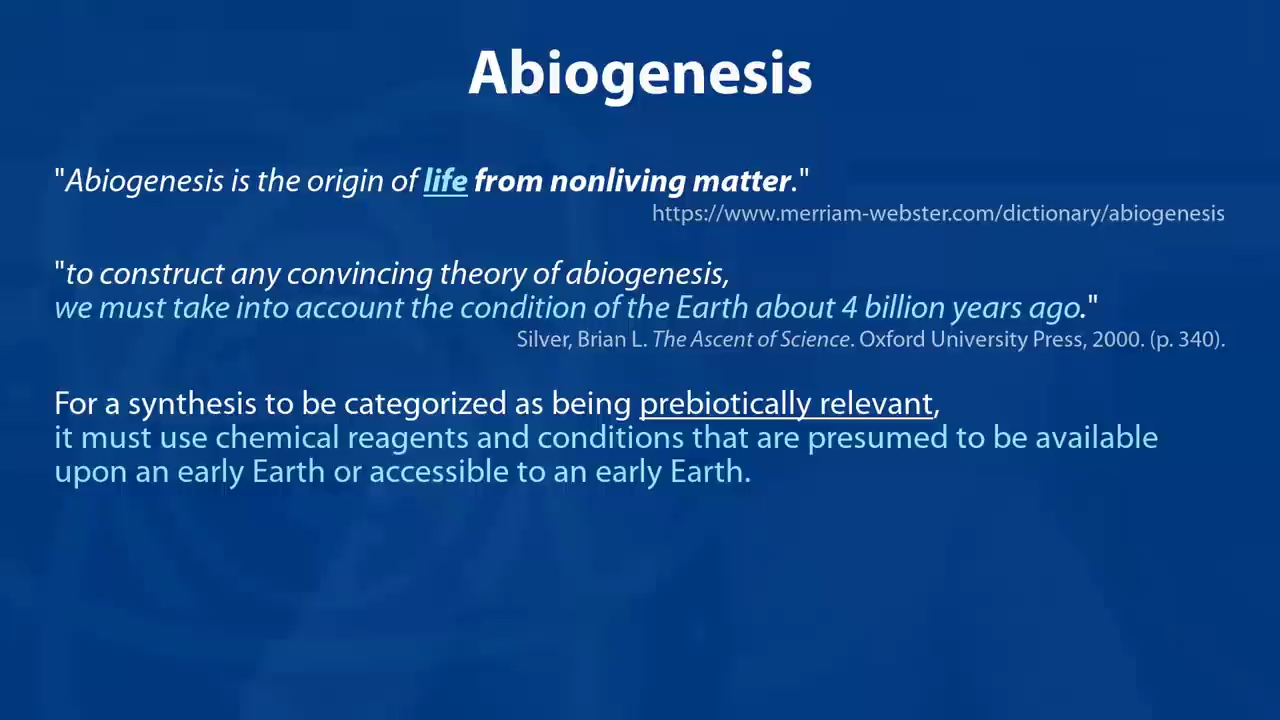 Abiogenesis
"Abiogenesis is the origin of life from nonliving matter."
https://www.merriam-webster.com/dictionary/abiogenesis
"to construct any convincing theory of abiogenesis,
we must take into account the condition of the Earth about 4 billion years ago."
Silver, Brian L. The Ascent of Science. Oxford University Press, 2000. (p. 340).
For a synthesis to be categorized as being prebiotically relevant,
it must use chemical reagents and conditions that are presumed to be available
upon an early Earth or accessible to an early Earth.